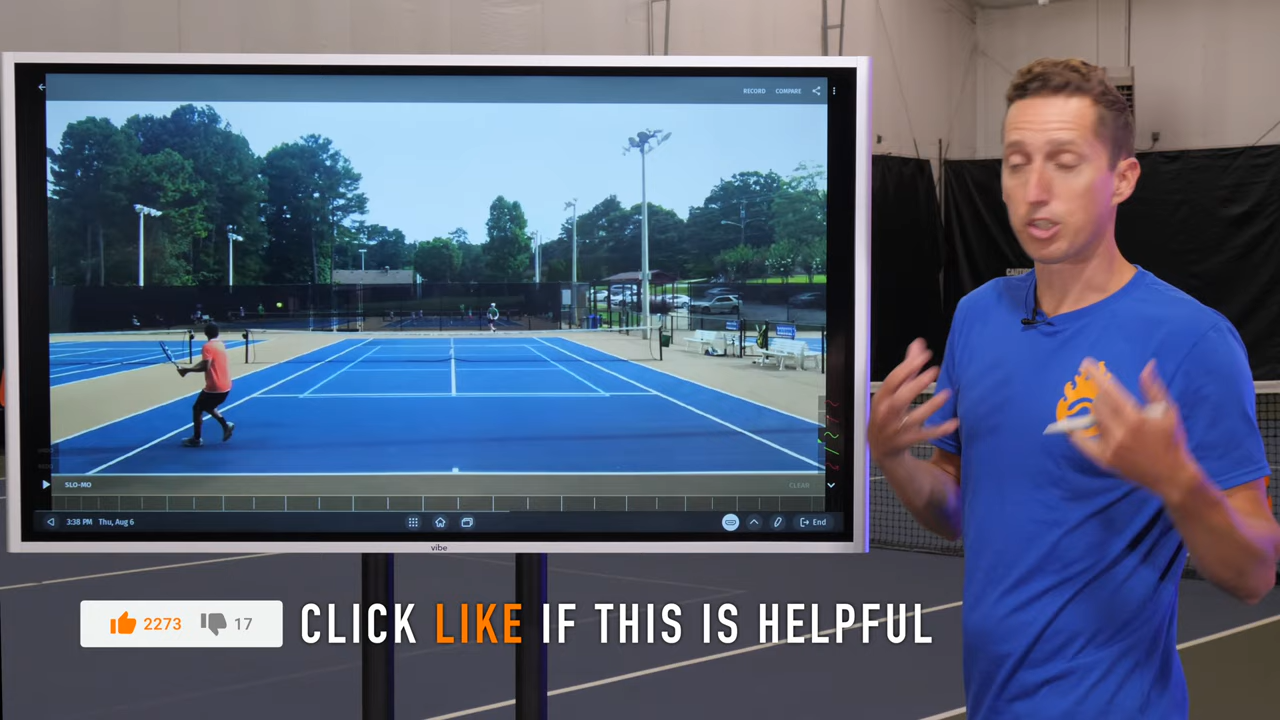 RECORD COMPARE
CAUTION
SLO-MO
CLEAR
3:38 PM Thu, Aug 6
End
vibe
2273 17
CLICK LIKE IF THIS IS HELPFUL